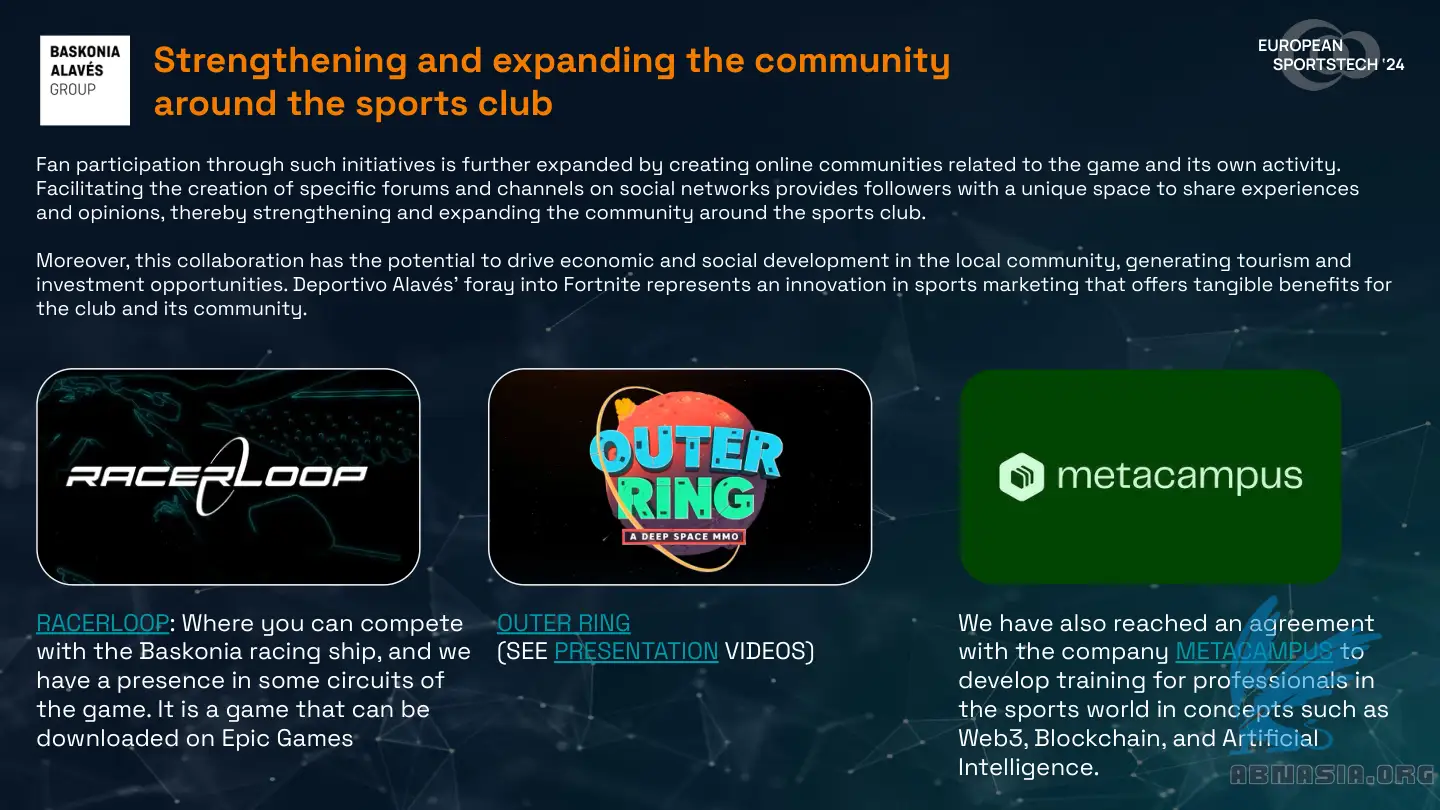 BASKONIA
ALAVÉS
GROUP
Strengthening and expanding the community
around the sports club
EUROPEAN
SPORTSTECH '24
Fan participation through such initiatives is further expanded by creating online communities related to the game and its own activity.
Facilitating the creation of specific forums and channels on social networks provides followers with a unique space to share experiences
and opinions, thereby strengthening and expanding the community around the sports club.
Moreover, this collaboration has the potential to drive economic and social development in the local community, generating tourism and
investment opportunities. Deportivo Alavés' foray into Fortnite represents an innovation in sports marketing that offers tangible benefits for
the club and its community.
RACERLOOP
OUTER
RING
A DEEP SPACE MMO
metacampus
RACERLOOP: Where you can compete
with the Baskonia racing ship, and we
have a presence in some circuits of
the game. It is a game that can be
downloaded on Epic Games
OUTER RING
(SEE PRESENTATION VIDEOS)
We have also reached an agreement
with the company METACAMPUS to
develop training for professionals in
the sports world in concepts such as
Web3, Blockchain, and Artificial
Intelligence.
ABNASIA.ORG